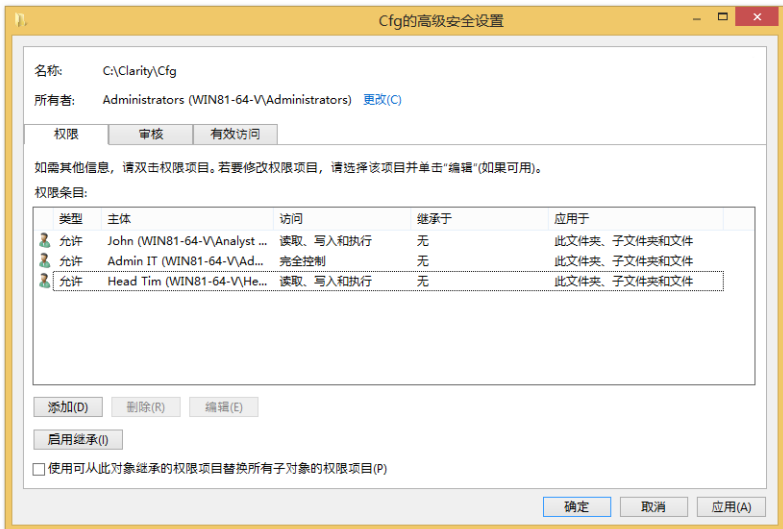 Cfg的高级安全设置
名称: C:\Clarity\Cfg
所有者: Administrators (WIN81-64-V\Administrators) 更改(C)
权限 审核 有效访问
如需其他信息，请双击权限项目。若要修改权限项目，请选择该项目并单击“编辑”(如果可用)。
权限条目:
类型 主体 访问 继承于 应用于
允许 John (WIN81-64-V\Analyst ... 读取、写入和执行 无 此文件夹、子文件夹和文件
允许 Admin IT (WIN81-64-V\Ad... 完全控制 无 此文件夹、子文件夹和文件
允许 Head Tim (WIN81-64-V\He... 读取、写入和执行 无 此文件夹、子文件夹和文件
添加(D) 删除(R) 编辑(E)
启用继承(I)
使用可从此对象继承的权限项目替换所有子对象的权限项目(P)
确定 取消 应用(A)